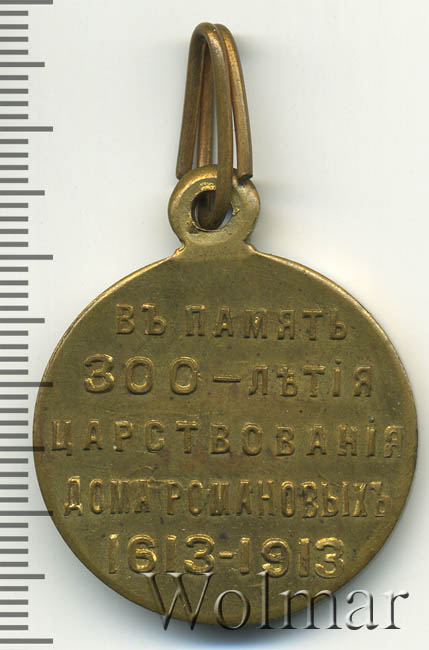 ВЪ ПАМЯТЬ
300-ЛѢТІЯ
ЦАРСТВОВАНІЯ
ДОМА РОМАНОВЫХЪ
1613-1913
Wolmar